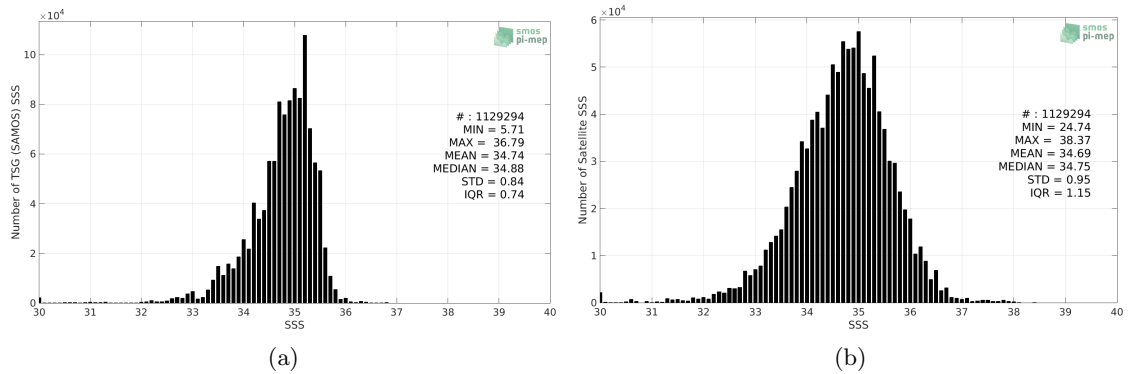 ×10⁴
smos
pi-mep
10
8
6
4
2
0
Number of TSG (SAMOS) SSS
# : 1129294
MIN = 5.71
MAX = 36.79
MEAN = 34.74
MEDIAN = 34.88
STD = 0.84
IQR = 0.74
30 31 32 33 34 35 36 37 38 39 40
SSS
(a)
×10⁴
smos
pi-mep
6
5
4
3
2
1
0
Number of Satellite SSS
# : 1129294
MIN = 24.74
MAX = 38.37
MEAN = 34.69
MEDIAN = 34.75
STD = 0.95
IQR = 1.15
30 31 32 33 34 35 36 37 38 39 40
SSS
(b)